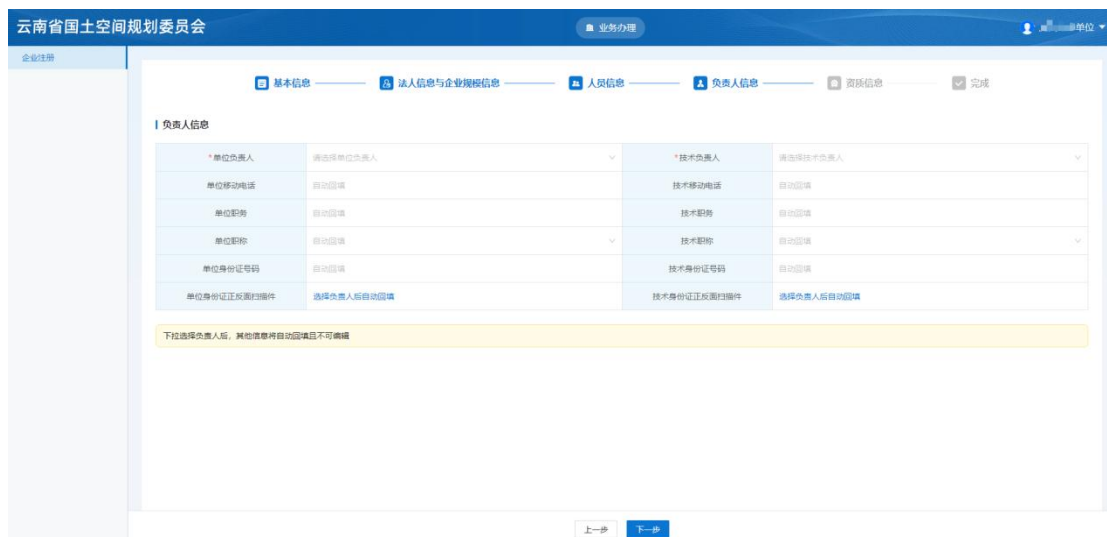 云南省国土空间规划委员会 业务办理 单位
企业注册
基本信息 法人信息与企业规模信息 人员信息 负责人信息 资质信息 完成
负责人信息
*单位负责人 请选择单位负责人 *技术负责人 请选择技术负责人
单位移动电话 自动回填 技术移动电话 自动回填
单位职务 自动回填 技术职务 自动回填
单位职称 自动回填 技术职称 自动回填
单位身份证号码 自动回填 技术身份证号码 自动回填
单位身份证正反面扫描件 选择负责人后自动回填 技术身份证正反面扫描件 选择负责人后自动回填
下拉选择负责人后，其他信息将自动回填且不可编辑
上一步 下一步